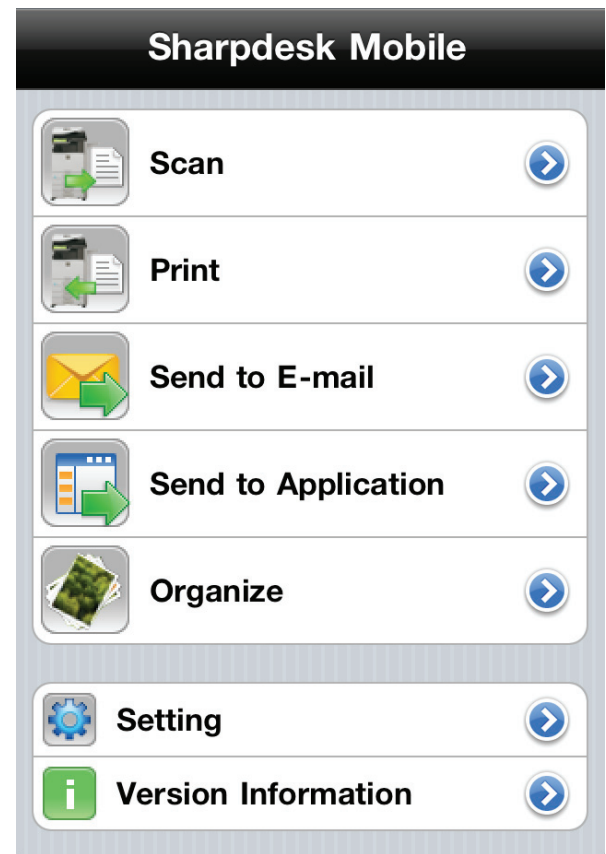 Sharpdesk Mobile
Scan
Print
Send to E-mail
Send to Application
Organize
Setting
Version Information